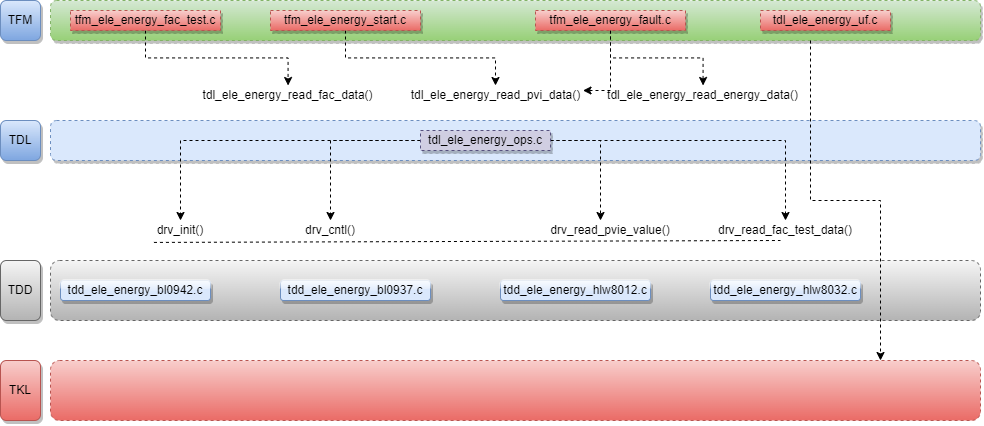 TFM
tfm_ele_energy_fac_test.c
tfm_ele_energy_start.c
tfm_ele_energy_fault.c
tdl_ele_energy_uf.c
tdl_ele_energy_read_fac_data()
tdl_ele_energy_read_pvi_data()
tdl_ele_energy_read_energy_data()
TDL
tdl_ele_energy_ops.c
drv_init()
drv_cntl()
drv_read_pvie_value()
drv_read_fac_test_data()
TDD
tdd_ele_energy_bl0942.c
tdd_ele_energy_bl0937.c
tdd_ele_energy_hlw8012.c
tdd_ele_energy_hlw8032.c
TKL